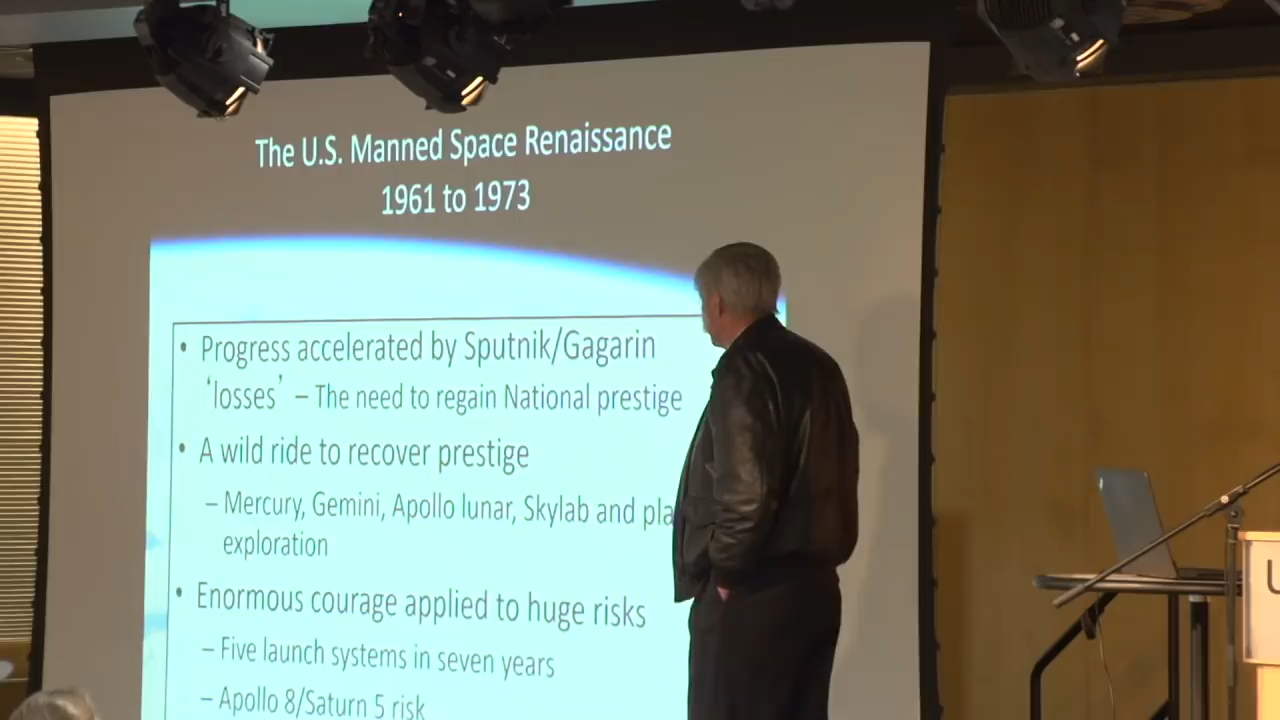 The U.S. Manned Space Renaissance
1961 to 1973
• Progress accelerated by Sputnik/Gagarin
'losses' – The need to regain National prestige
• A wild ride to recover prestige
– Mercury, Gemini, Apollo lunar, Skylab and pla
exploration
• Enormous courage applied to huge risks
– Five launch systems in seven years
– Apollo 8/Saturn 5 risk
U